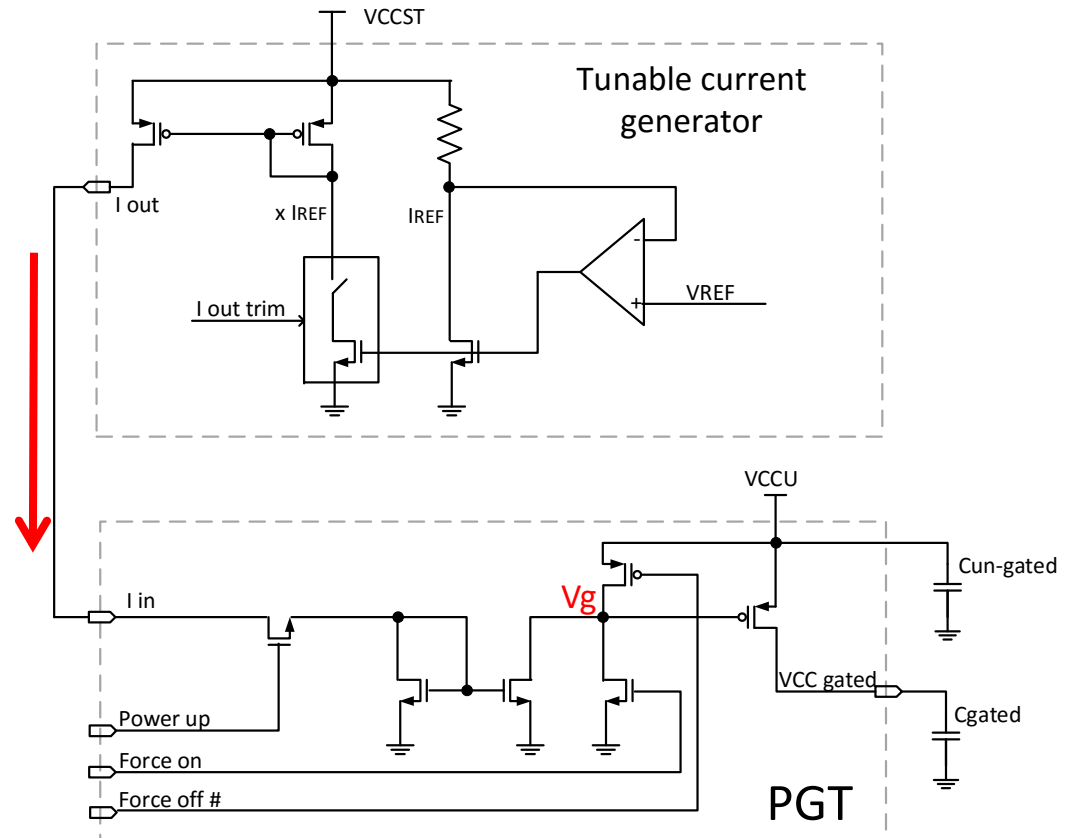 VCCST
Tunable current
generator
I out
x IREF
IREF
-
+
VREF
I out trim
VCCU
Cun-gated
I in
Vg
VCC gated
Cgated
Power up
Force on
Force off #
PGT